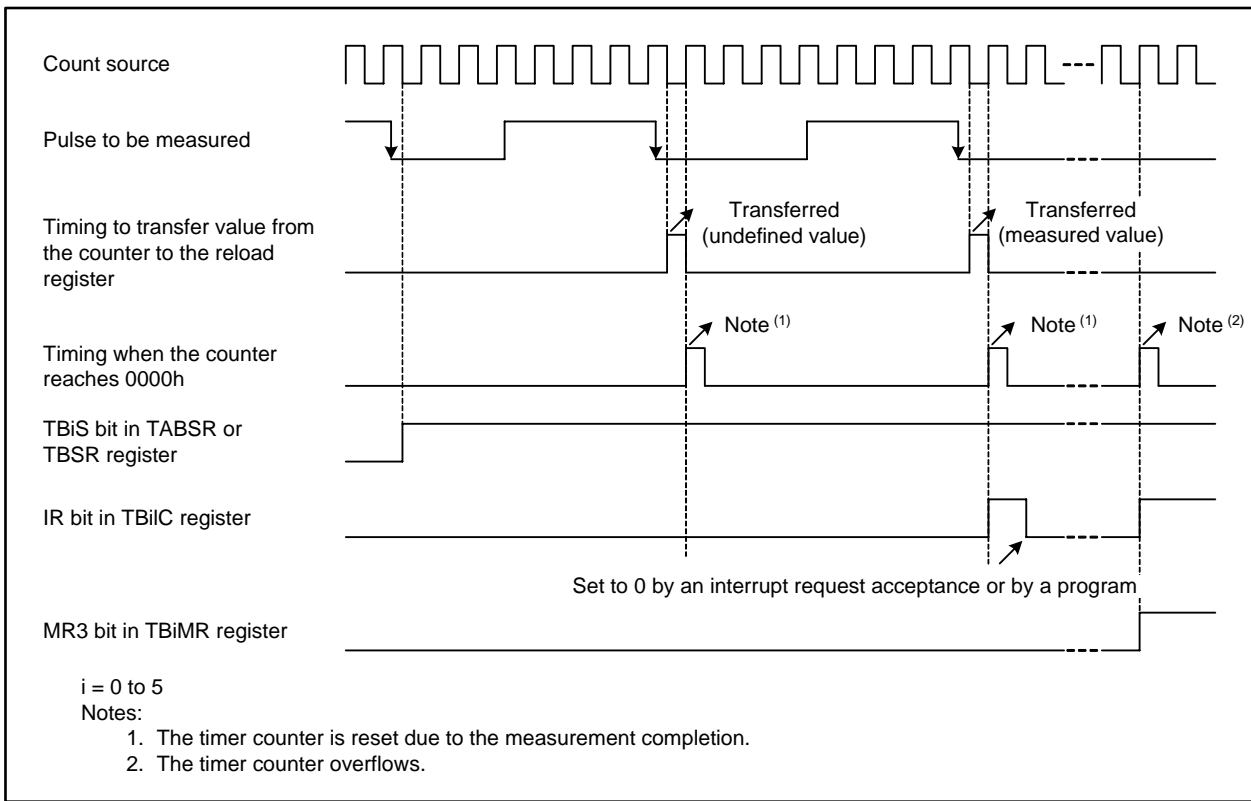 Count source
Pulse to be measured
Timing to transfer value from
the counter to the reload
register
Transferred
(undefined value)
Transferred
(measured value)
Timing when the counter
reaches 0000h
Note (1)
Note (1)
Note (2)
TBiS bit in TABSR or
TBSR register
IR bit in TBiIC register
Set to 0 by an interrupt request acceptance or by a program
MR3 bit in TBiMR register
i = 0 to 5
Notes:
1. The timer counter is reset due to the measurement completion.
2. The timer counter overflows.